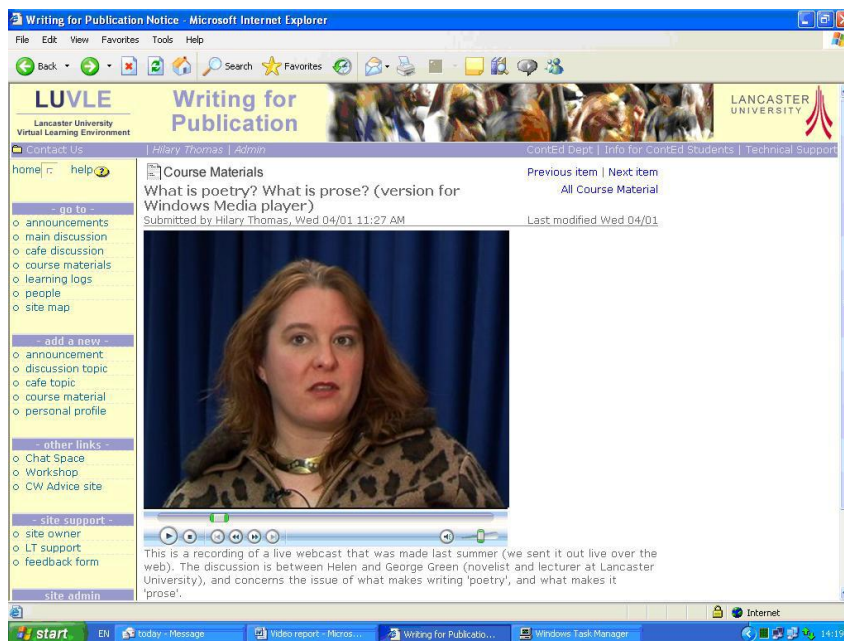 Writing for Publication Notice - Microsoft Internet Explorer
File Edit View Favorites Tools Help
Back Search Favorites
LUVLE
Lancaster University
Virtual Learning Environment
Writing for
Publication
LANCASTER
UNIVERSITY
Contact Us | Hilary Thomas | Admin ContEd Dept | Info for ContEd Students | Technical Support
home help
- go to -
announcements
main discussion
cafe discussion
course materials
learning logs
people
site map
- add a new -
announcement
discussion topic
cafe topic
course material
personal profile
- other links -
Chat Space
Workshop
CW Advice site
- site support -
site owner
LT support
feedback form
site admin
Course Materials
Previous item | Next item
All Course Material
What is poetry? What is prose? (version for
Windows Media player)
Submitted by Hilary Thomas, Wed 04/01 11:27 AM Last modified Wed 04/01
This is a recording of a live webcast that was made last summer (we sent it out live over the
web). The discussion is between Helen and George Green (novelist
and lecturer at Lancaster
University), and concerns the issue of what makes writing 'poetry', and what makes it
'prose'.
Internet
start EN today - Message Video report - Micros... Writing for Publicatio... Windows Task Manager 14:19